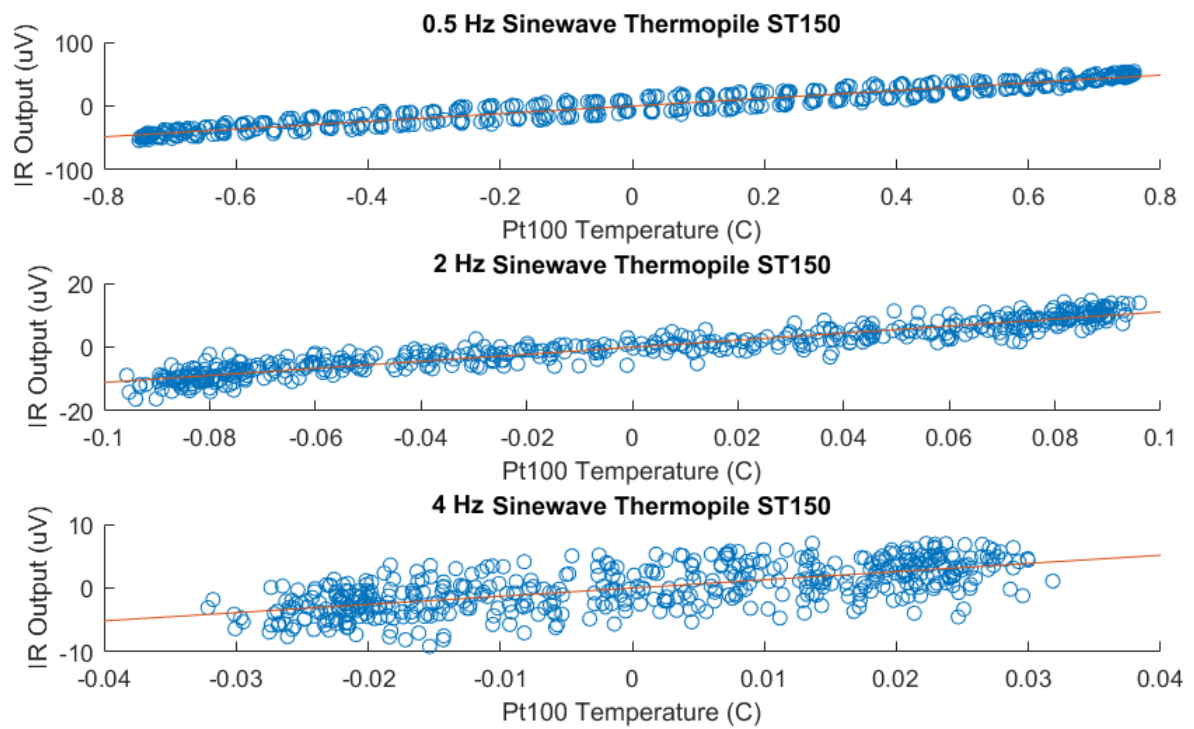 0.5 Hz Sinewave Thermopile ST150
100
0
-100
IR Output (uV)
-0.8 -0.6 -0.4 -0.2 0 0.2 0.4 0.6 0.8
Pt100 Temperature (C)
2 Hz Sinewave Thermopile ST150
20
0
-20
IR Output (uV)
-0.1 -0.08 -0.06 -0.04 -0.02 0 0.02 0.04 0.06 0.08 0.1
Pt100 Temperature (C)
4 Hz Sinewave Thermopile ST150
10
0
-10
IR Output (uV)
-0.04 -0.03 -0.02 -0.01 0 0.01 0.02 0.03 0.04
Pt100 Temperature (C)